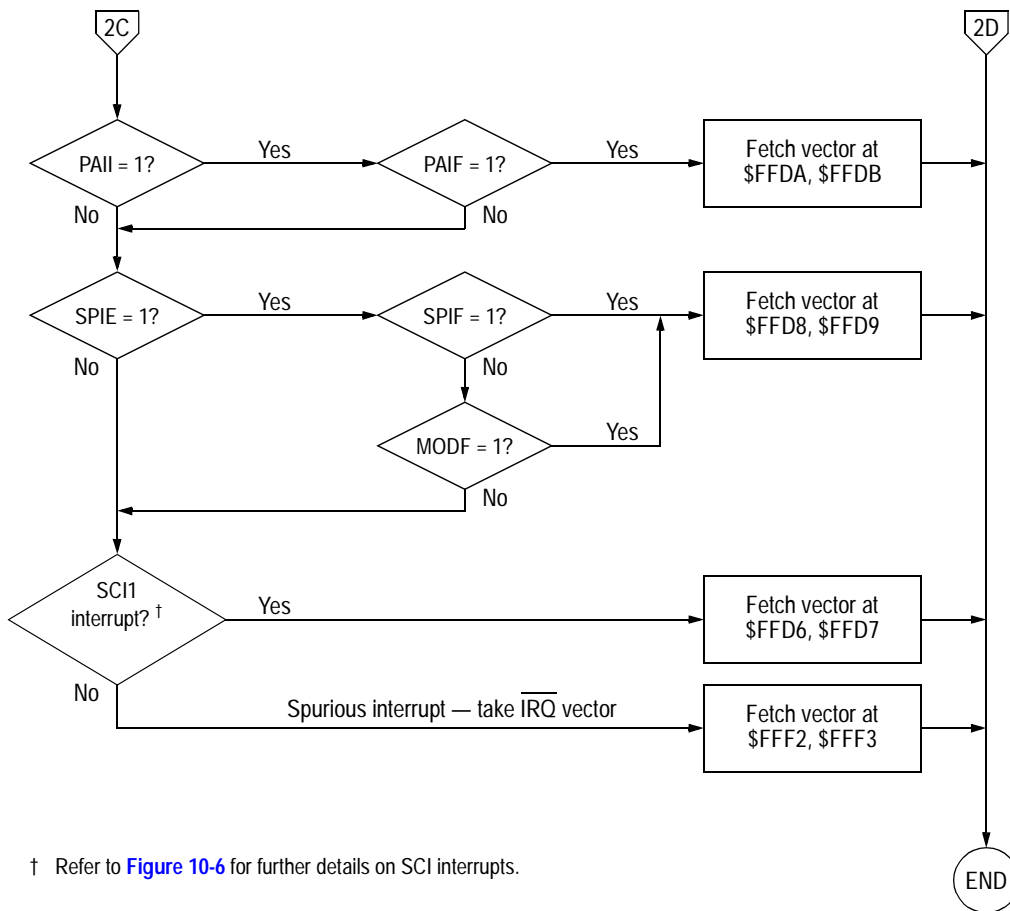 2C
2D
PAII = 1?
Yes
PAIF = 1?
Yes
Fetch vector at
$FFDA, $FFDB
No
No
SPIE = 1?
Yes
SPIF = 1?
Yes
Fetch vector at
$FFD8, $FFD9
No
No
MODF = 1?
Yes
No
SCI1
interrupt? †
Yes
Fetch vector at
$FFD6, $FFD7
No
Spurious interrupt — take IRQ vector
Fetch vector at
$FFF2, $FFF3
† Refer to Figure 10-6 for further details on SCI interrupts.
END